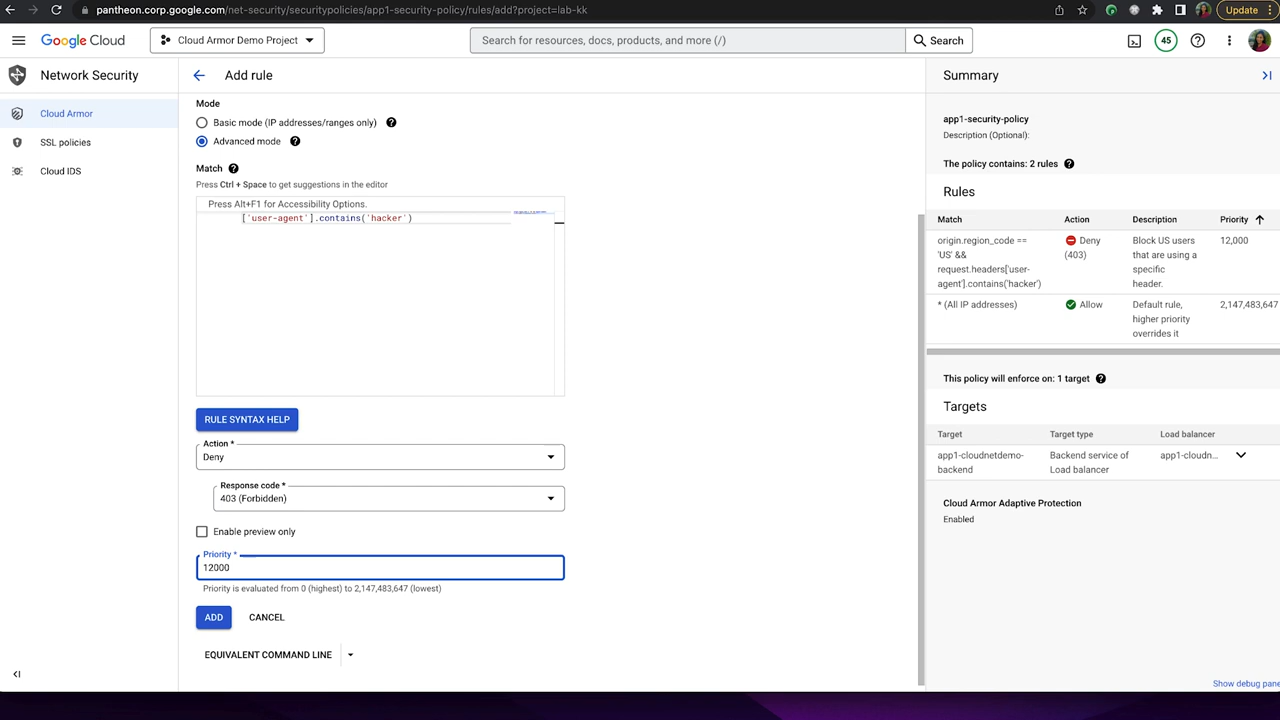 pantheon.corp.google.com/net-security/securitypolicies/app1-security-policy/rules/add?project=lab-kk
Update
Google Cloud
Cloud Armor Demo Project
Search for resources, docs, products, and more (/)
Search
45
Network Security
Cloud Armor
SSL policies
Cloud IDS
Add rule
Mode
Basic mode (IP addresses/ranges only)
Advanced mode
Match
Press Ctrl + Space to get suggestions in the editor
Press Alt+F1 for Accessibility Options.
['user-agent'].contains('hacker')
RULE SYNTAX HELP
Action *
Deny
Response code *
403 (Forbidden)
Enable preview only
Priority *
12000
Priority is evaluated from 0 (highest) to 2,147,483,647 (lowest)
ADD
CANCEL
EQUIVALENT COMMAND LINE
Summary
app1-security-policy
Description (Optional):
The policy contains: 2 rules
Rules
Match Action Description Priority
origin.region_code == Deny Block US users 12,000
'US' && (403) that are using a
request.headers['user- specific
agent'].contains('hacker') header.
* (All IP addresses) Allow Default rule, 2,147,483,647
higher priority
overrides it
This policy will enforce on: 1 target
Targets
Target Target type Load balancer
app1-cloudnetdemo- Backend service of app1-cloudn...
backend Load balancer
Cloud Armor Adaptive Protection
Enabled
Show debug pane